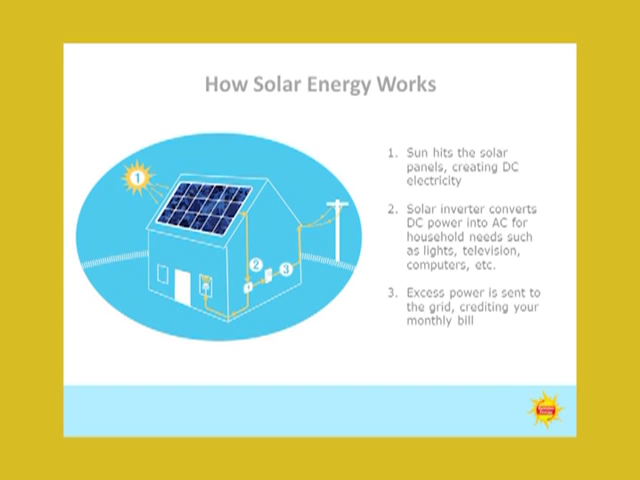 How Solar Energy Works
1
2
3
1. Sun hits the solar
panels, creating DC
electricity
2. Solar inverter converts
DC power into AC for
household needs such
as lights, television,
computers, etc.
3. Excess power is sent to
the grid, crediting your
monthly bill